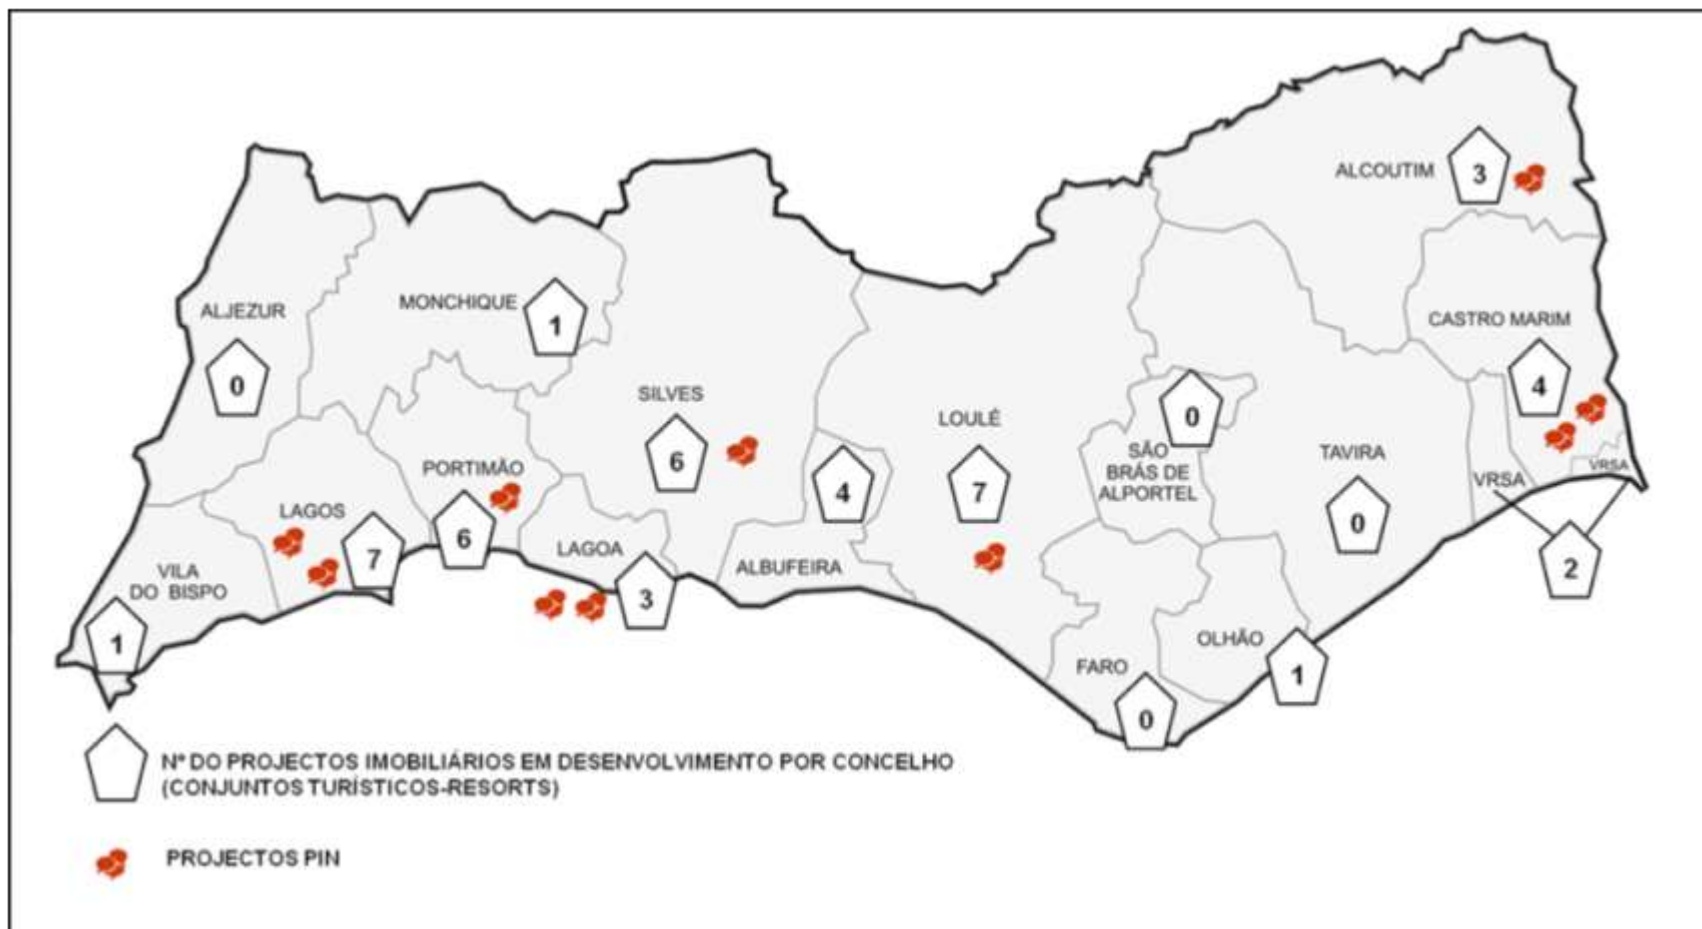 ALCOUTIM
3
ALJEZUR
0
MONCHIQUE
1
CASTRO MARIM
4
SILVES
6
LOULÉ
7
0
SÃO
BRÁS DE
ALPORTEL
TAVIRA
0
PORTIMÃO
6
4
ALBUFEIRA
VRSA
VRSA
2
LAGOS
7
LAGOA
3
VILA
DO BISPO
1
OLHÃO
1
FARO
0
Nº DO PROJECTOS IMOBILIÁRIOS EM DESENVOLVIMENTO POR CONCELHO
(CONJUNTOS TURÍSTICOS-RESORTS)
PROJECTOS PIN